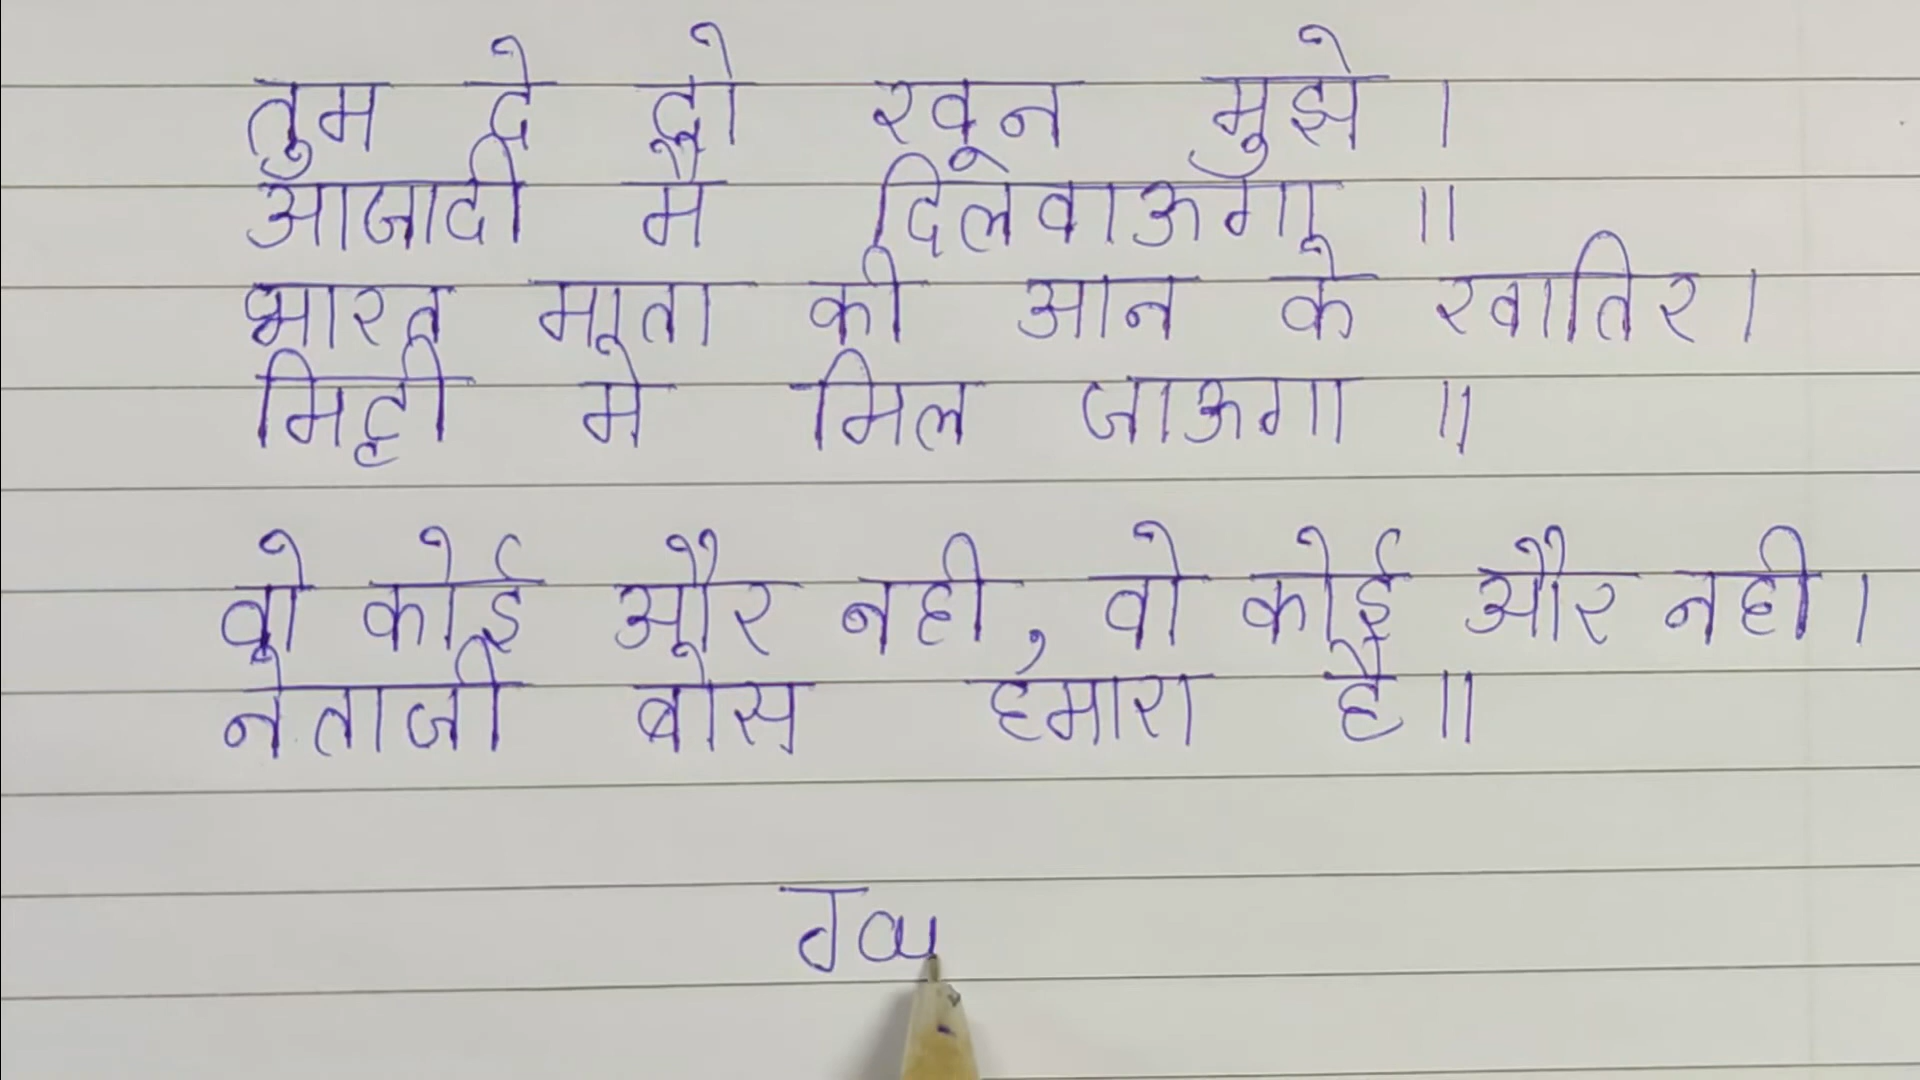 तुम दे दो खून मुझे ।
आजादी मै दिलवाऊगा ॥
भारत माता की आन के खातिर ।
मिट्टी मे मिल जाऊगा ॥
वो कोई और नही , वो कोई और नही ।
नेताजी बोस हमारा है ॥
Jay